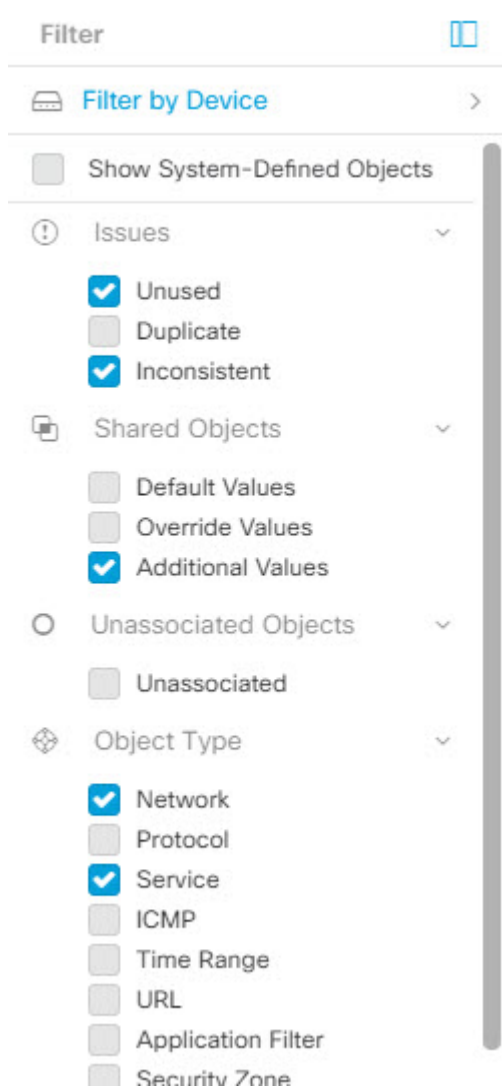 Filter
Filter by Device
Show System-Defined Objects
Issues
Unused
Duplicate
Inconsistent
Shared Objects
Default Values
Override Values
Additional Values
Unassociated Objects
Unassociated
Object Type
Network
Protocol
Service
ICMP
Time Range
URL
Application Filter
Security Zone